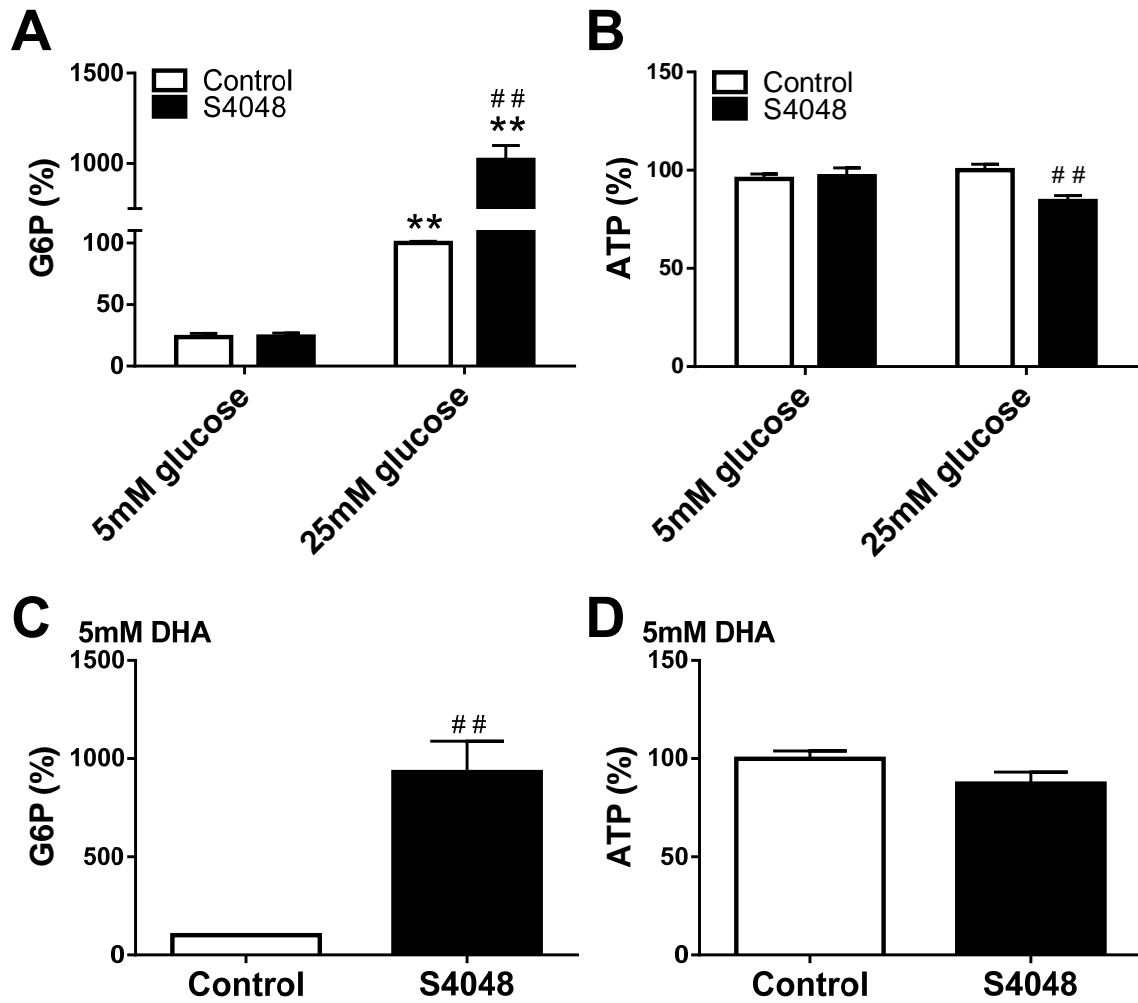 A
1500
1000
100
50
0
G6P (%)
Control
S4048
##
**
**
5mM glucose
25mM glucose
B
150
100
50
0
ATP (%)
Control
S4048
##
5mM glucose
25mM glucose
C
5mM DHA
1500
1000
500
0
G6P (%)
##
Control
S4048
D
5mM DHA
150
100
50
0
ATP (%)
Control
S4048